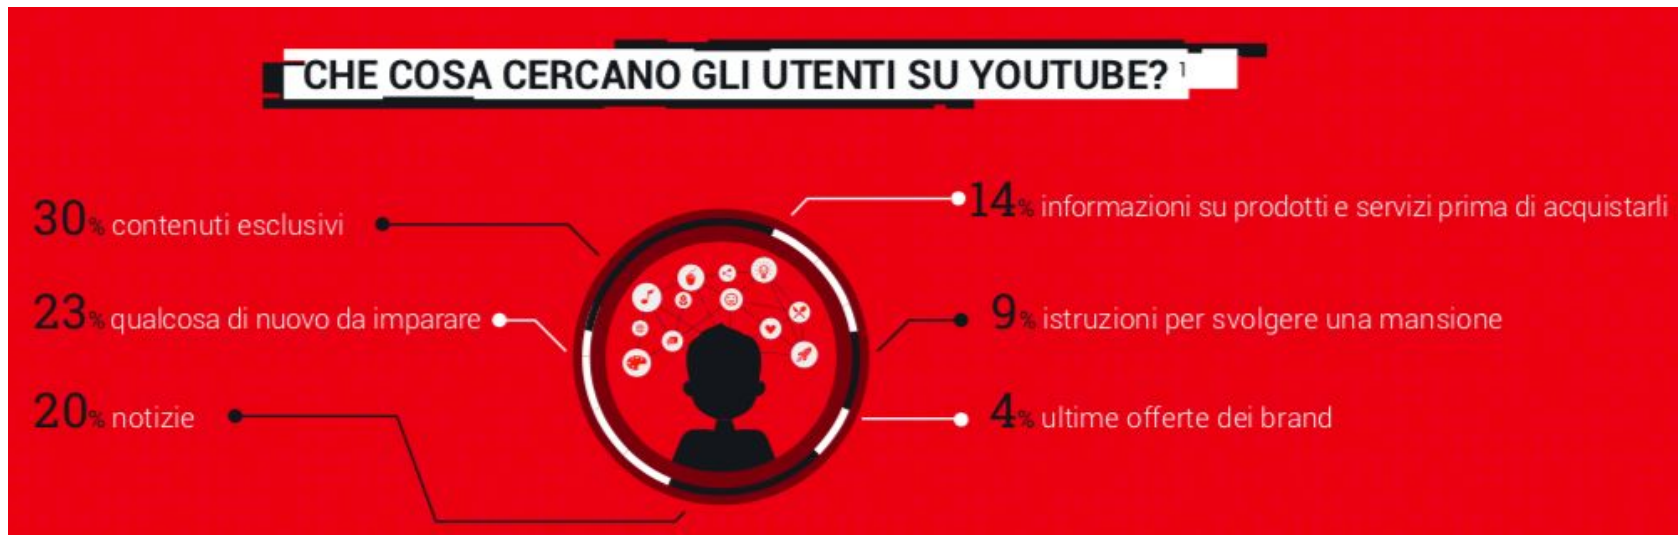 CHE COSA CERCANO GLI UTENTI SU YOUTUBE? 1
30% contenuti esclusivi
23% qualcosa di nuovo da imparare
20% notizie
14% informazioni su prodotti e servizi prima di acquistarli
9% istruzioni per svolgere una mansione
4% ultime offerte dei brand